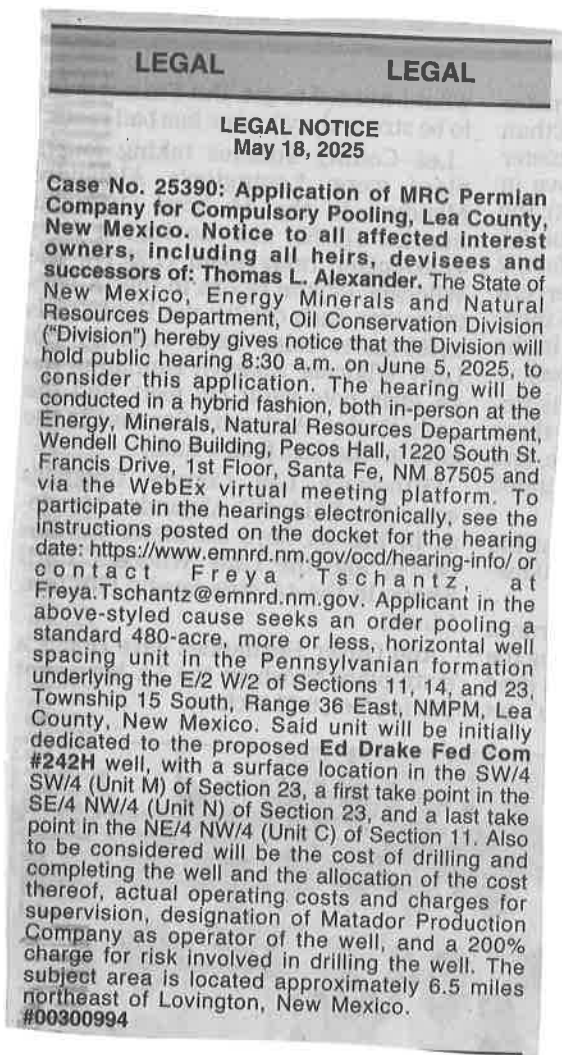 LEGAL LEGAL
LEGAL NOTICE
May 18, 2025
Case No. 25390: Application of MRC Permian
Company for Compulsory Pooling, Lea County,
New Mexico. Notice to all affected interest
owners, including all heirs, devisees and
successors of: Thomas L. Alexander. The State of
New Mexico, Energy Minerals and Natural
Resources Department, Oil Conservation Division
("Division") hereby gives notice that the Division will
hold public hearing 8:30 a.m. on June 5, 2025, to
consider this application. The hearing will be
conducted in a hybrid fashion, both in-person at the
Energy, Minerals, Natural Resources Department,
Wendell Chino Building, Pecos Hall, 1220 South St.
Francis Drive, 1st Floor, Santa Fe, NM 87505 and
via the WebEx virtual meeting platform. To
participate in the hearings electronically, see the
instructions posted on the docket for the hearing
date: https://www.emnrd.nm.gov/ocd/hearing-info/ or
contact Freya Tschantz, at
Freya.Tschantz@emnrd.nm.gov. Applicant in the
above-styled cause seeks an order pooling a
standard 480-acre, more or less, horizontal well
spacing unit in the Pennsylvanian formation
underlying the E/2 W/2 of Sections 11, 14, and 23,
Township 15 South, Range 36 East, NMPM, Lea
County, New Mexico. Said unit will be initially
dedicated to the proposed Ed Drake Fed Com
#242H well, with a surface location in the SW/4
SW/4 (Unit M) of Section 23, a first take point in the
SE/4 NW/4 (Unit N) of Section 23, and a last take
point in the NE/4 NW/4 (Unit C) of Section 11. Also
to be considered will be the cost of drilling and
completing the well and the allocation of the cost
thereof, actual operating costs and charges for
supervision, designation of Matador Production
Company as operator of the well, and a 200%
charge for risk involved in drilling the well. The
subject area is located approximately 6.5 miles
northeast of Lovington, New Mexico.
#00300994